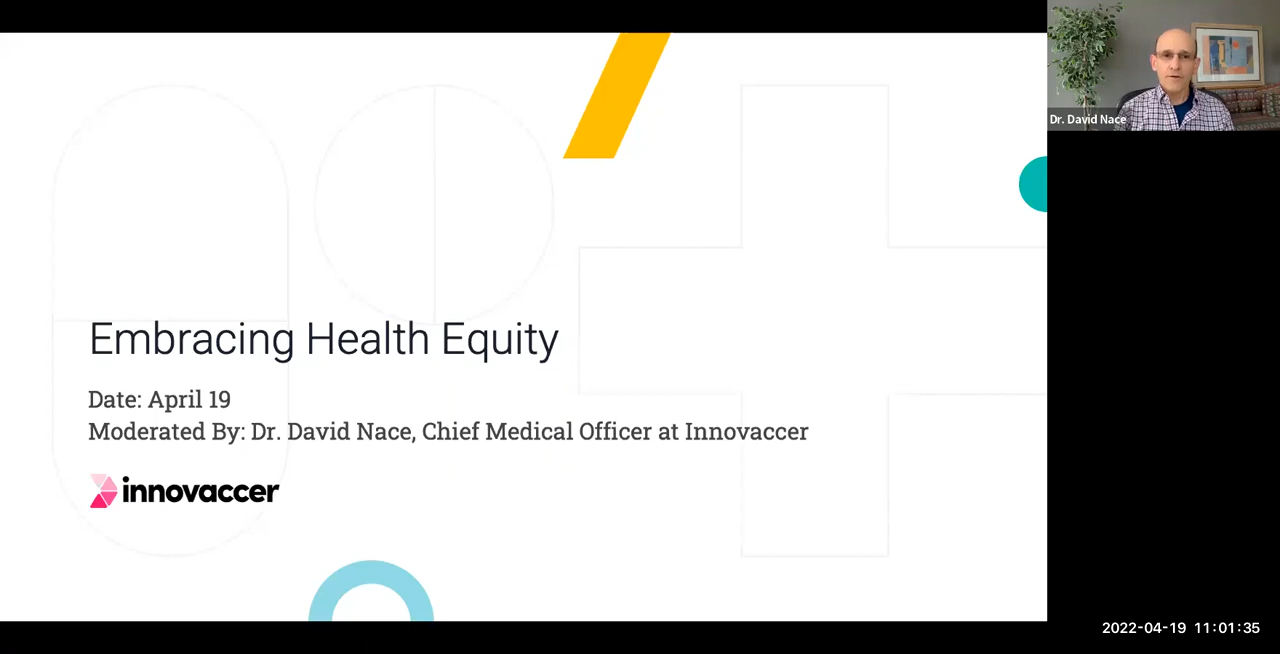 Dr. David Nace
Embracing Health Equity
Date: April 19
Moderated By: Dr. David Nace, Chief Medical Officer at Innovaccer
innovaccer
2022-04-19 11:01:35